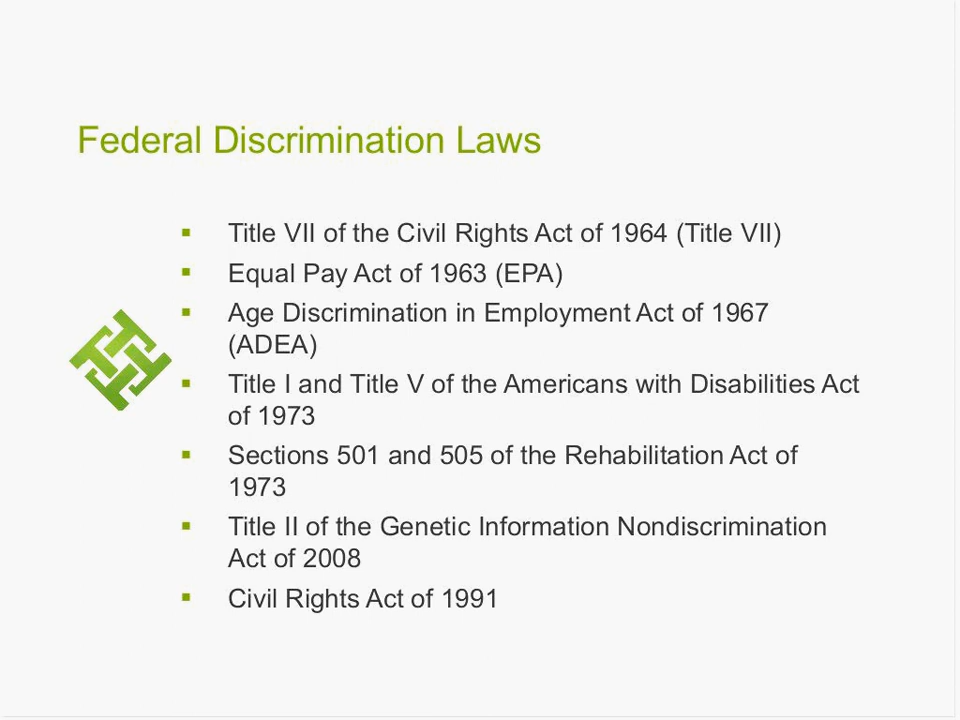 Federal Discrimination Laws
▪ Title VII of the Civil Rights Act of 1964 (Title VII)
▪ Equal Pay Act of 1963 (EPA)
▪ Age Discrimination in Employment Act of 1967
(ADEA)
▪ Title I and Title V of the Americans with Disabilities Act
of 1973
▪ Sections 501 and 505 of the Rehabilitation Act of
1973
▪ Title II of the Genetic Information Nondiscrimination
Act of 2008
▪ Civil Rights Act of 1991